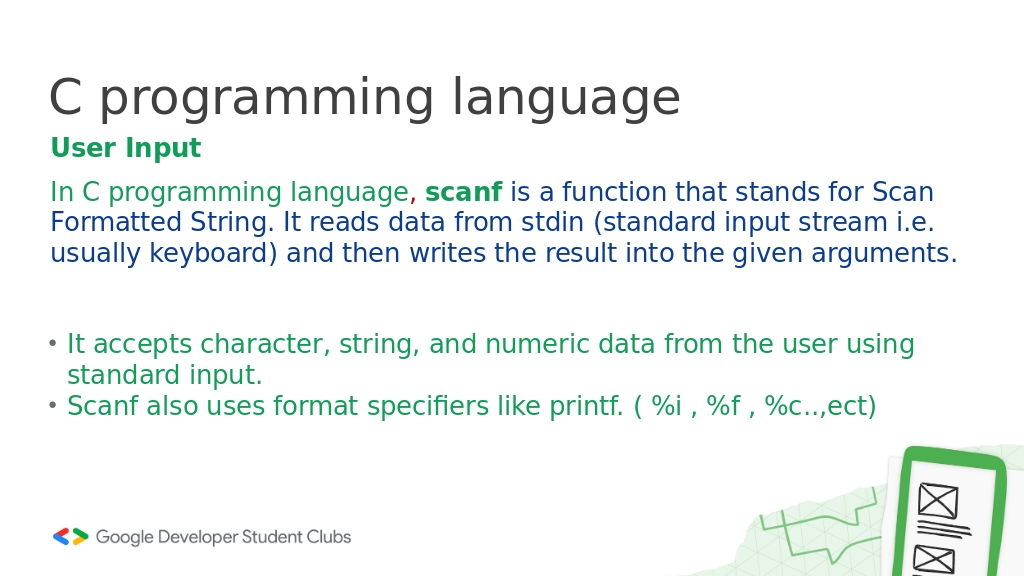 C programming language
User Input
In C programming language, scanf is a function that stands for Scan
Formatted String. It reads data from stdin (standard input stream i.e.
usually keyboard) and then writes the result into the given arguments.
• It accepts character, string, and numeric data from the user using
standard input.
• Scanf also uses format specifiers like printf. ( %i , %f , %c..,ect)
Google Developer Student Clubs